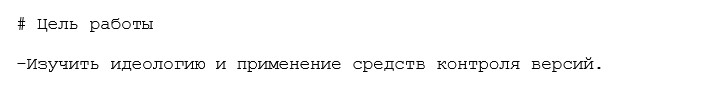 # Цель работы
-Изучить идеологию и применение средств контроля версий.